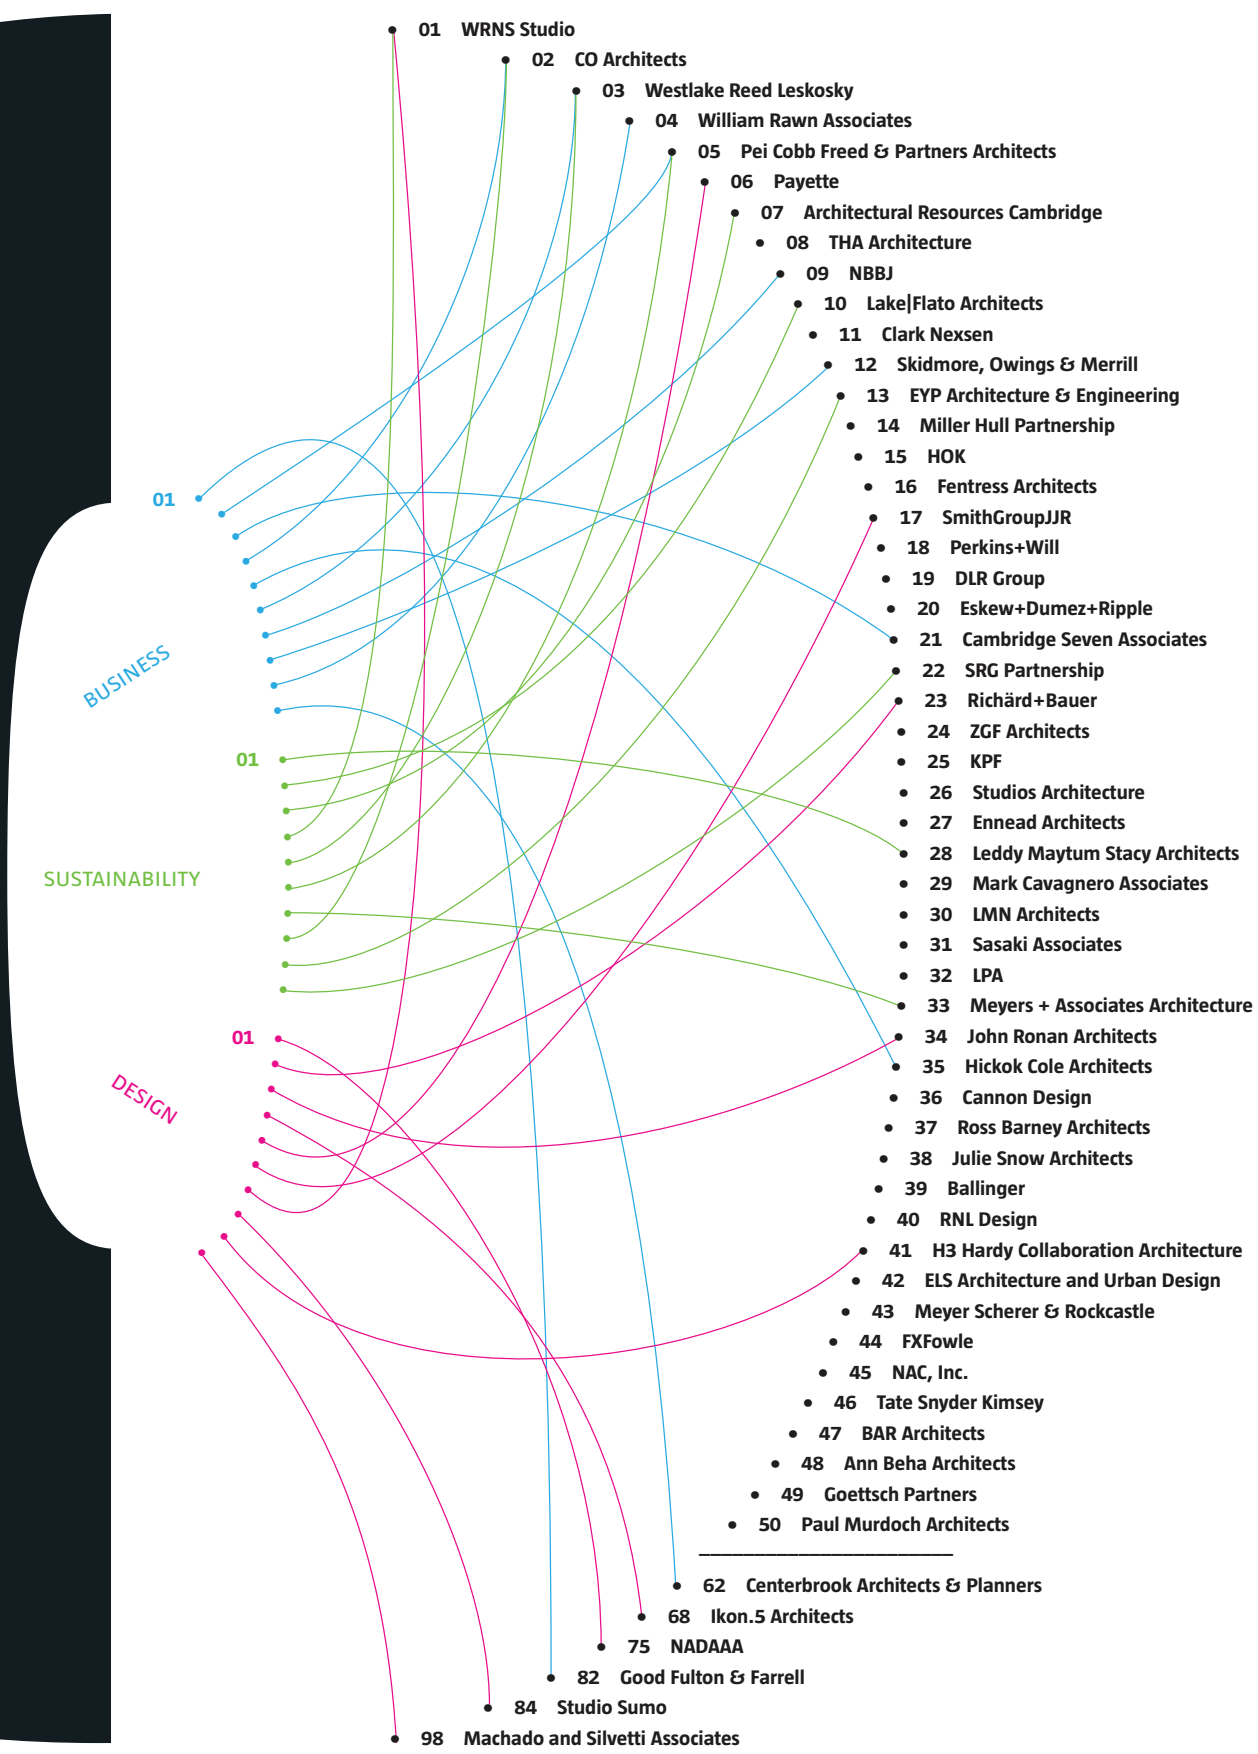 01 WRNS Studio
02 CO Architects
03 Westlake Reed Leskosky
04 William Rawn Associates
05 Pei Cobb Freed & Partners Architects
06 Payette
07 Architectural Resources Cambridge
08 THA Architecture
09 NBBJ
10 Lake|Flato Architects
11 Clark Nexsen
12 Skidmore, Owings & Merrill
13 EYP Architecture & Engineering
14 Miller Hull Partnership
15 HOK
16 Fentress Architects
17 SmithGroupJJR
18 Perkins+Will
19 DLR Group
20 Eskew+Dumez+Ripple
21 Cambridge Seven Associates
22 SRG Partnership
23 Richärd+Bauer
24 ZGF Architects
25 KPF
26 Studios Architecture
27 Ennead Architects
28 Leddy Maytum Stacy Architects
29 Mark Cavagnero Associates
30 LMN Architects
31 Sasaki Associates
32 LPA
33 Meyers + Associates Architecture
34 John Ronan Architects
35 Hickok Cole Architects
36 Cannon Design
37 Ross Barney Architects
38 Julie Snow Architects
39 Ballinger
40 RNL Design
41 H3 Hardy Collaboration Architecture
42 ELS Architecture and Urban Design
43 Meyer Scherer & Rockcastle
44 FXFowle
45 NAC, Inc.
46 Tate Snyder Kimsey
47 BAR Architects
48 Ann Beha Architects
49 Goettsch Partners
50 Paul Murdoch Architects
62 Centerbrook Architects & Planners
68 Ikon.5 Architects
75 NADAAA
82 Good Fulton & Farrell
84 Studio Sumo
98 Machado and Silvetti Associates
01
BUSINESS
01
SUSTAINABILITY
01
DESIGN